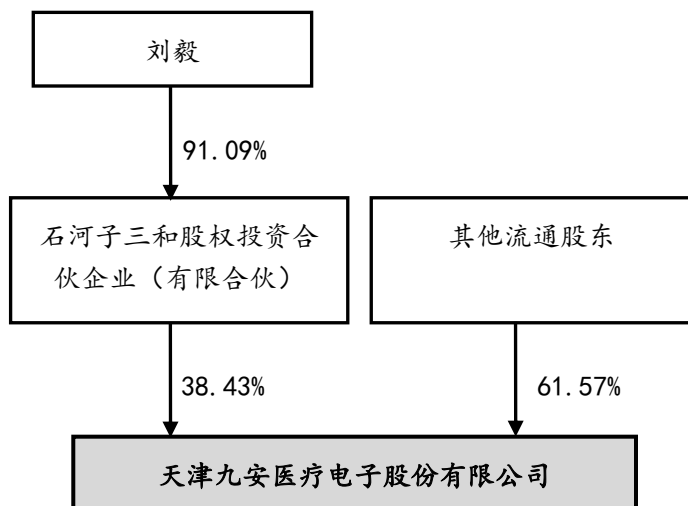 刘毅
91.09%
石河子三和股权投资合
伙企业（有限合伙）
其他流通股东
38.43%
61.57%
天津九安医疗电子股份有限公司